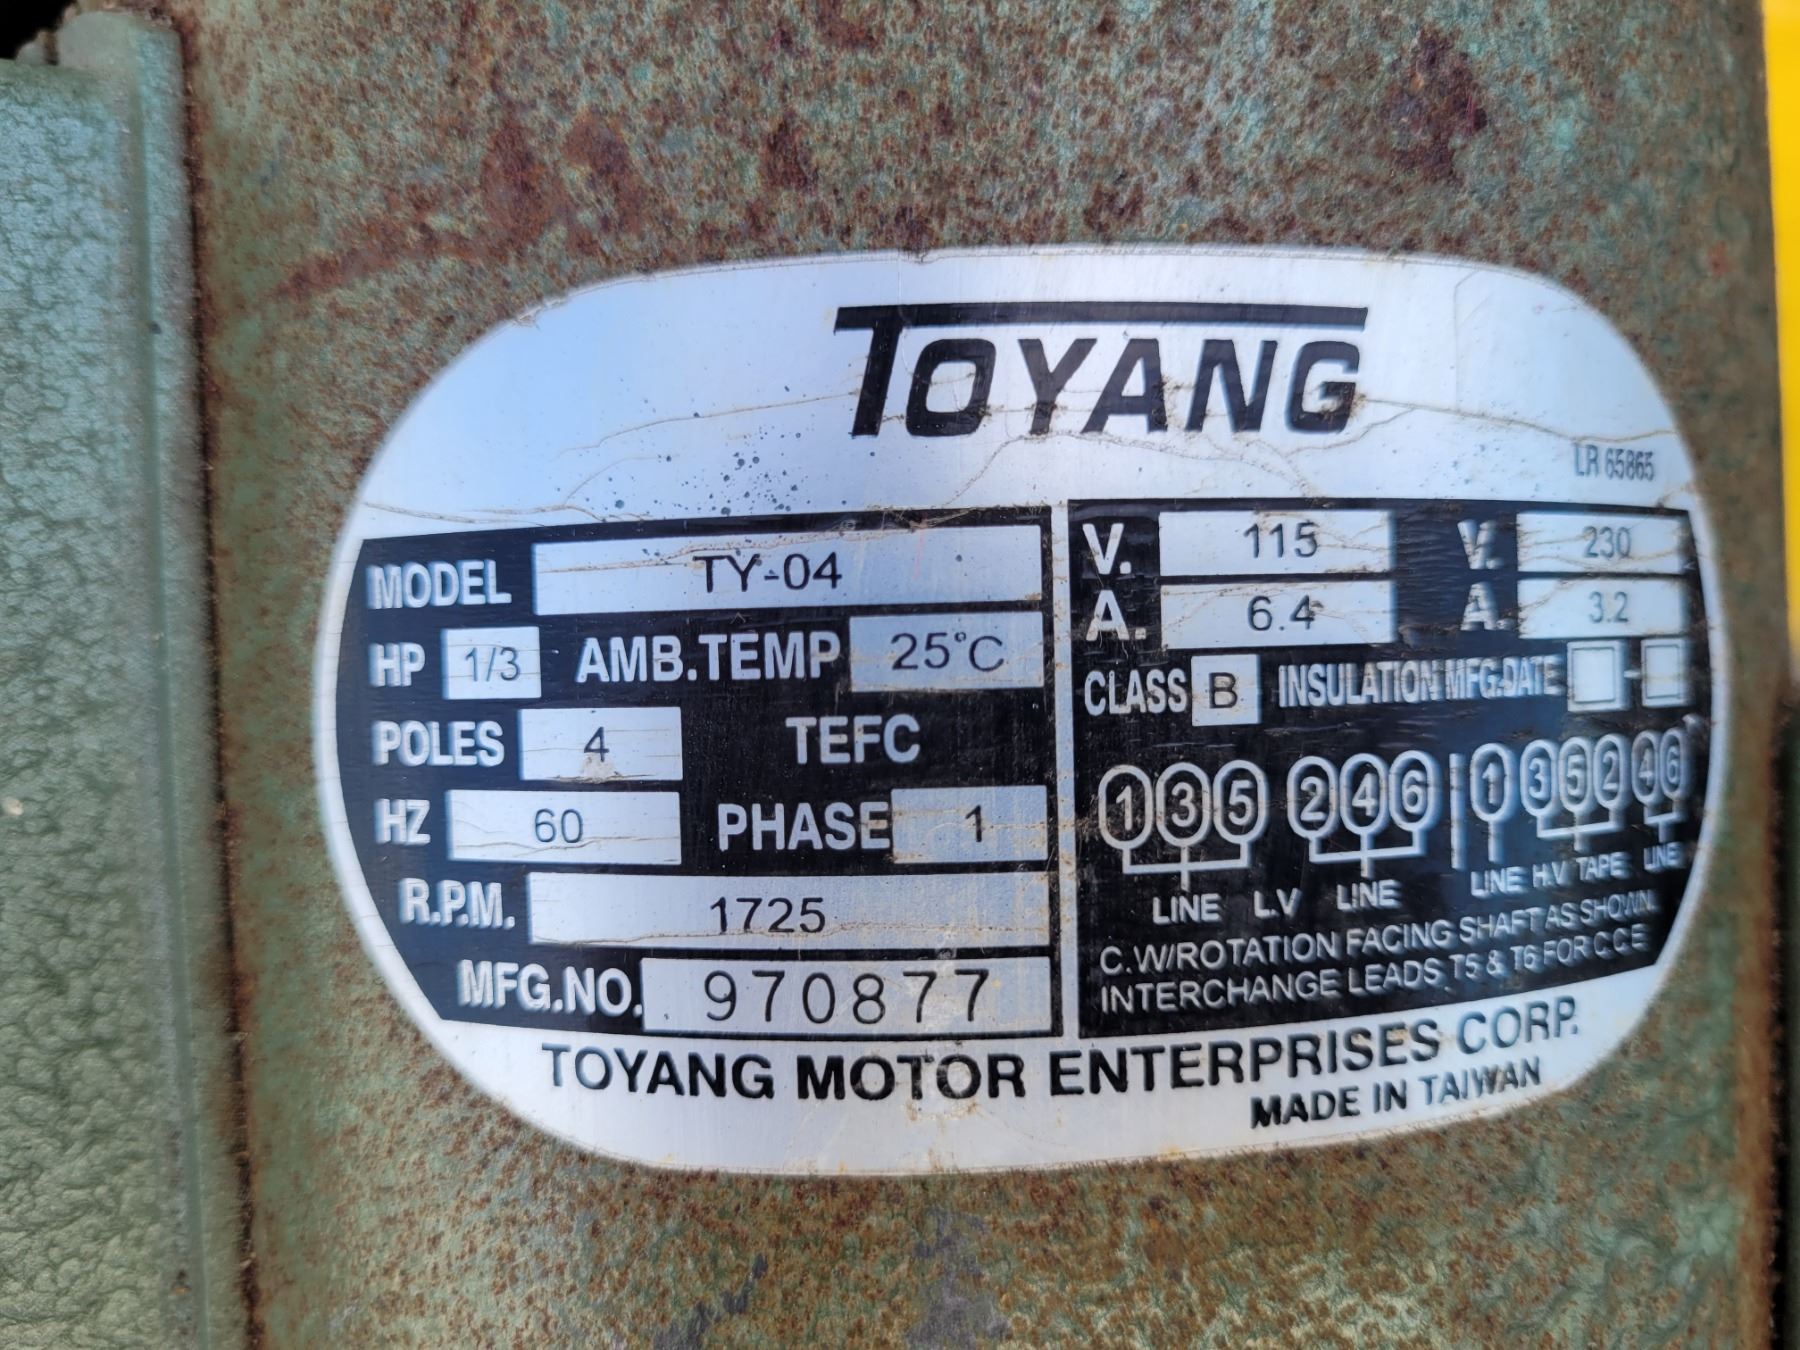 TOYANG
LR 65865
MODEL TY-04
HP 1/3 AMB.TEMP 25°C
POLES 4 TEFC
HZ 60 PHASE 1
R.P.M. 1725
MFG.NO. 970877
V. 115 V. 230
A. 6.4 A. 3.2
CLASS B INSULATION MFG.DATE -
1 3 5 2 4 6 1 3 5 2 4 6
LINE L.V LINE LINE H.V TAPE LINE
C.W/ROTATION FACING SHAFT AS SHOWN.
INTERCHANGE LEADS T5 & T6 FOR C C E
TOYANG MOTOR ENTERPRISES CORP.
MADE IN TAIWAN